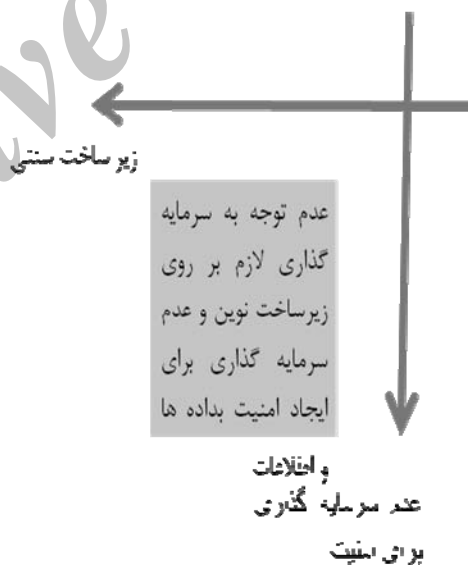 زیر ساخت سنتی
عدم توجه به سرمایه
گذاری لازم بر روی
زیرساخت نوین و عدم
سرمایه گذاری برای
ایجاد امنیت بداده ها
و اطلاعات
عدم سرمایه گذاری
برای امنیت